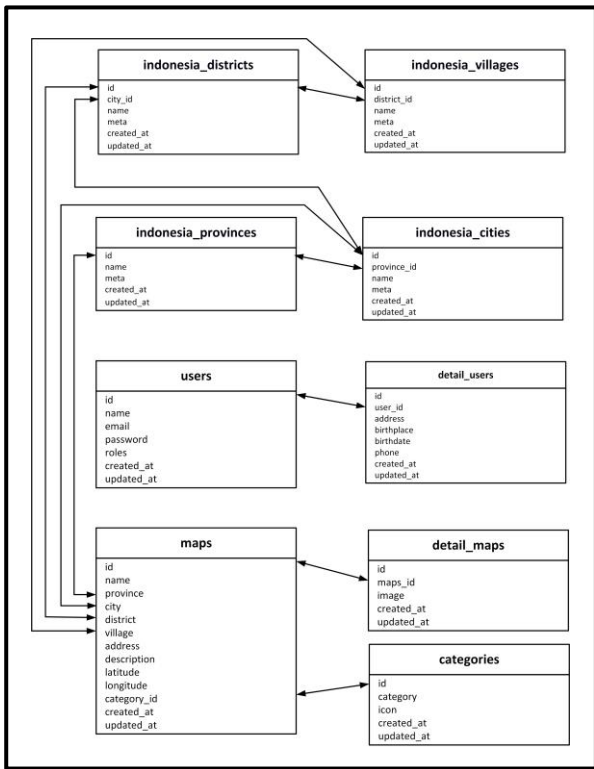 indonesia_districts
id
city_id
name
meta
created_at
updated_at
indonesia_villages
id
district_id
name
meta
created_at
updated_at
indonesia_provinces
id
name
meta
created_at
updated_at
indonesia_cities
id
province_id
name
meta
created_at
updated_at
users
id
name
email
password
roles
created_at
updated_at
detail_users
id
user_id
address
birthplace
birthdate
phone
created_at
updated_at
maps
id
name
province
city
district
village
address
description
latitude
longitude
category_id
created_at
updated_at
detail_maps
id
maps_id
image
created_at
updated_at
categories
id
category
icon
created_at
updated_at